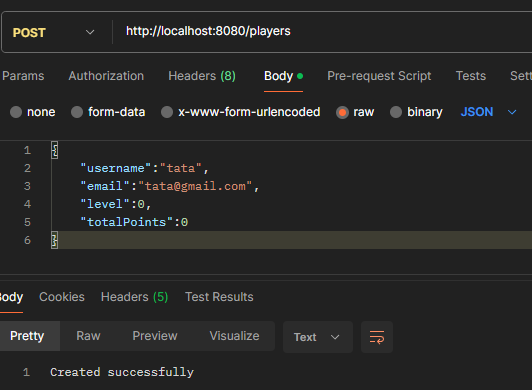 POST http://localhost:8080/players
Params Authorization Headers (8) Body Pre-request Script Tests Sett
none form-data x-www-form-urlencoded raw binary JSON
1 {
2 "username":"tata",
3 "email":"tata@gmail.com",
4 "level":0,
5 "totalPoints":0
6 }
Body Cookies Headers (5) Test Results
Pretty Raw Preview Visualize Text
1 Created successfully